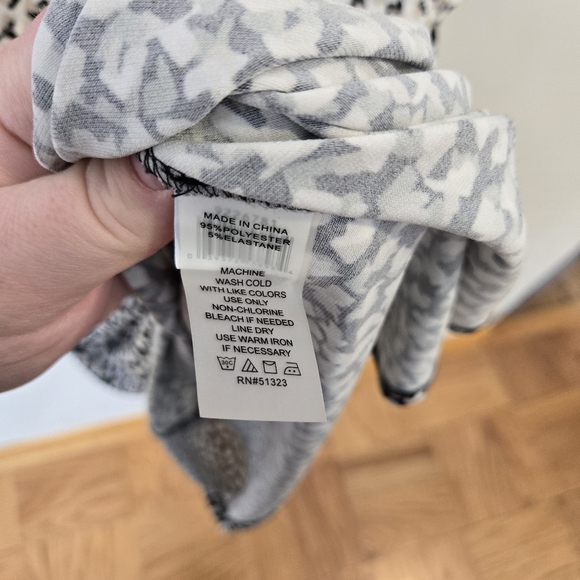 MADE IN CHINA
95%POLYESTER
5%ELASTANE
MACHINE
WASH COLD
WITH LIKE COLORS
USE ONLY
NON-CHLORINE
BLEACH IF NEEDED
LINE DRY
USE WARM IRON
IF NECESSARY
RN#51323